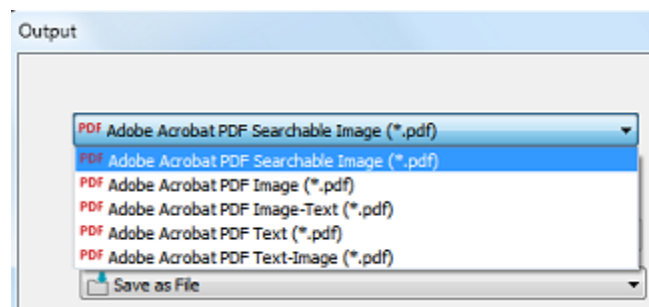 Output
PDF Adobe Acrobat PDF Searchable Image (*.pdf)
PDF Adobe Acrobat PDF Searchable Image (*.pdf)
PDF Adobe Acrobat PDF Image (*.pdf)
PDF Adobe Acrobat PDF Image-Text (*.pdf)
PDF Adobe Acrobat PDF Text (*.pdf)
PDF Adobe Acrobat PDF Text-Image (*.pdf)
Save as File